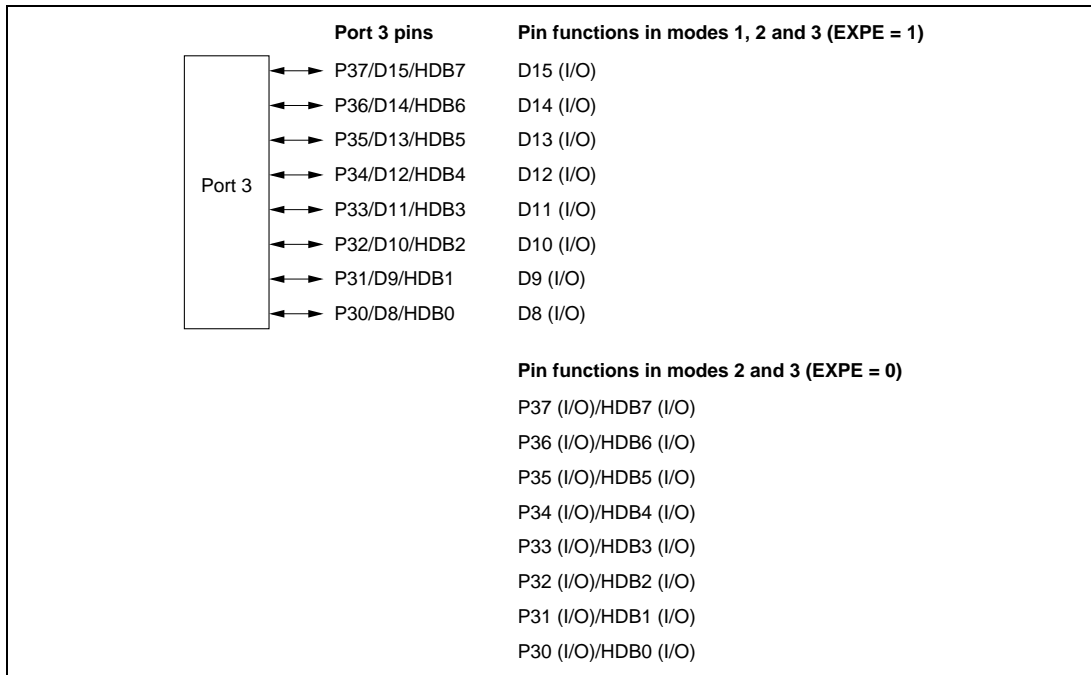 Port 3 pins Pin functions in modes 1, 2 and 3 (EXPE = 1)
P37/D15/HDB7 D15 (I/O)
P36/D14/HDB6 D14 (I/O)
P35/D13/HDB5 D13 (I/O)
P34/D12/HDB4 D12 (I/O)
Port 3
P33/D11/HDB3 D11 (I/O)
P32/D10/HDB2 D10 (I/O)
P31/D9/HDB1 D9 (I/O)
P30/D8/HDB0 D8 (I/O)
Pin functions in modes 2 and 3 (EXPE = 0)
P37 (I/O)/HDB7 (I/O)
P36 (I/O)/HDB6 (I/O)
P35 (I/O)/HDB5 (I/O)
P34 (I/O)/HDB4 (I/O)
P33 (I/O)/HDB3 (I/O)
P32 (I/O)/HDB2 (I/O)
P31 (I/O)/HDB1 (I/O)
P30 (I/O)/HDB0 (I/O)